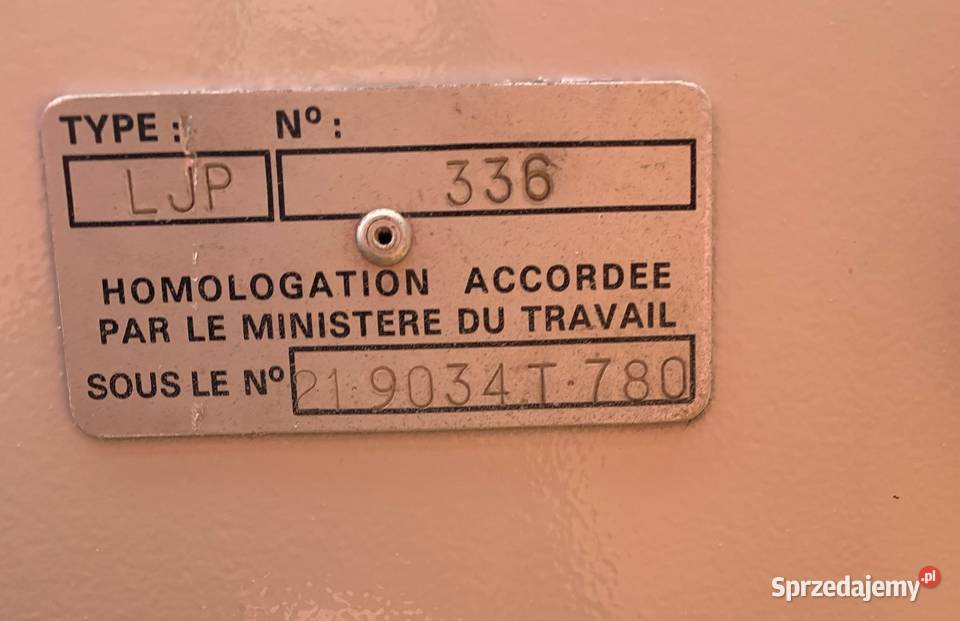 TYPE : Nº :
LJP 336
HOMOLOGATION ACCORDEE
PAR LE MINISTERE DU TRAVAIL
SOUS LE Nº 21.9034.T.780
Sprzedajemy.pl